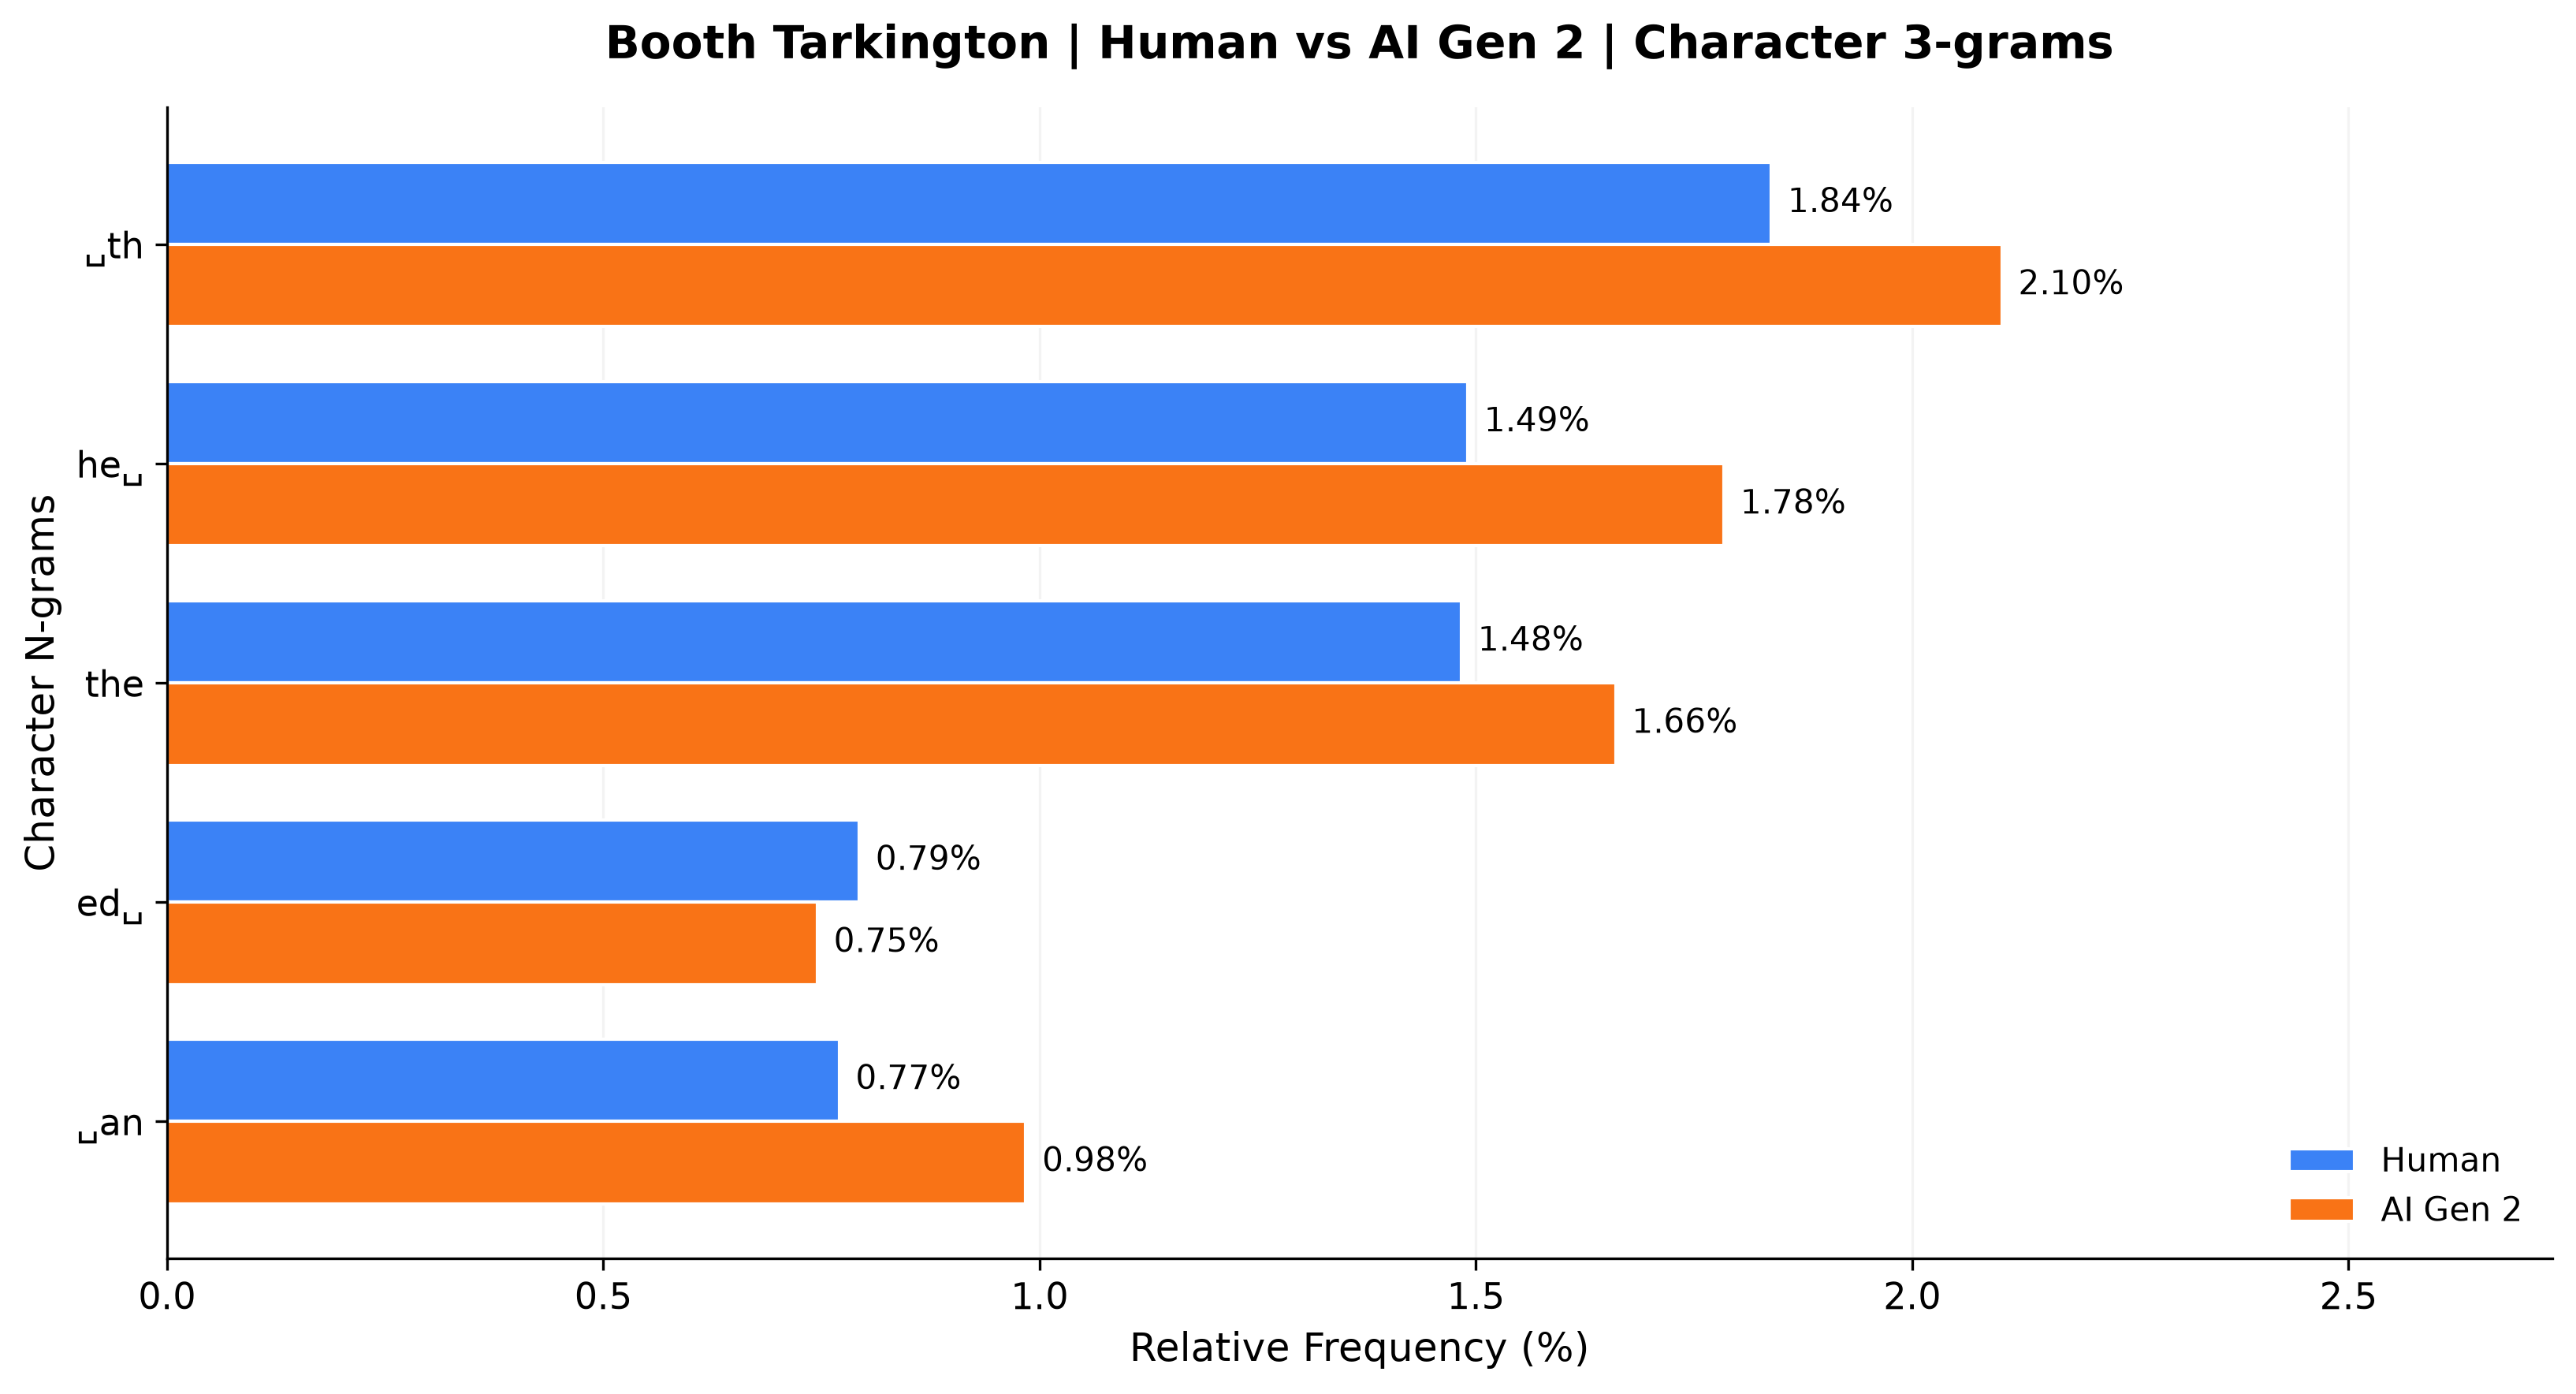 Booth Tarkington | Human vs AI Gen 2 | Character 3-grams
Character N-grams
␣th
1.84%
2.10%
he␣
1.49%
1.78%
the
1.48%
1.66%
ed␣
0.79%
0.75%
␣an
0.77%
0.98%
Human
AI Gen 2
0.0 0.5 1.0 1.5 2.0 2.5
Relative Frequency (%)